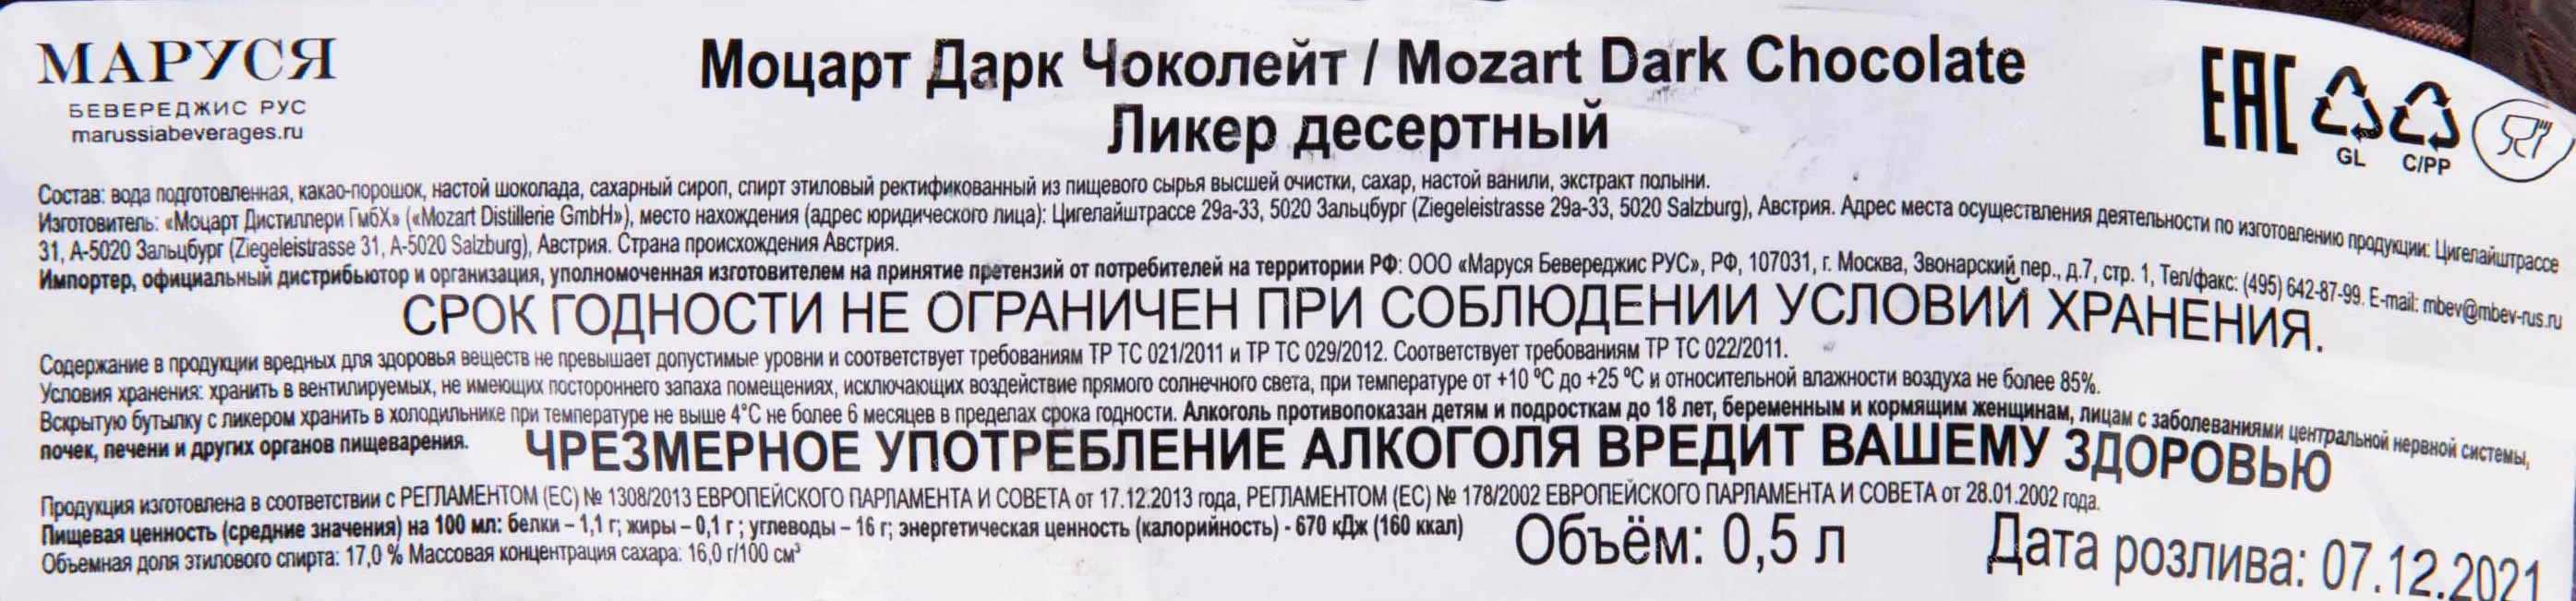 МАРУСЯ
БЕВЕРЕДЖИС РУС
marussiabeverages.ru
Моцарт Дарк Чоколейт / Mozart Dark Chocolate
Ликер десертный
EAC
GL
C/PP
Состав: вода подготовленная, какао-порошок, настой шоколада, сахарный сироп, спирт этиловый ректификованный из пищевого сырья высшей очистки, сахар, настой ванили, экстракт полыни.
Изготовитель: «Моцарт Дистиллери ГмбХ» («Mozart Distillerie GmbH»), место нахождения (адрес юридического лица): Цигелайштрассе 29а-33, 5020 Зальцбург (Ziegeleistrasse 29a-33, 5020 Salzburg), Австрия. Адрес места осуществления деятельности по изготовлению продукции: Цигелайштрассе
31, А-5020 Зальцбург (Ziegeleistrasse 31, A-5020 Salzburg), Австрия. Страна происхождения Австрия.
Импортер, официальный дистрибьютор и организация, уполномоченная изготовителем на принятие претензий от потребителей на территории РФ: ООО «Маруся Бевереджис РУС», РФ, 107031, г. Москва, Звонарский пер., д.7, стр. 1, Тел/факс: (495) 642-87-99. E-mail: mbev@mbev-rus.ru
СРОК ГОДНОСТИ НЕ ОГРАНИЧЕН ПРИ СОБЛЮДЕНИИ УСЛОВИЙ ХРАНЕНИЯ.
Содержание в продукции вредных для здоровья веществ не превышает допустимые уровни и соответствует требованиям ТР ТС 021/2011 и ТР ТС 029/2012. Соответствует требованиям ТР ТС 022/2011.
Условия хранения: хранить в вентилируемых, не имеющих постороннего запаха помещениях, исключающих воздействие прямого солнечного света, при температуре от +10 °С до +25 °С и относительной влажности воздуха не более 85%.
Вскрытую бутылку с ликером хранить в холодильнике при температуре не выше 4°С не более 6 месяцев в пределах срока годности. Алкоголь противопоказан детям и подросткам до 18 лет, беременным и кормящим женщинам, лицам с заболеваниями центральной нервной системы,
почек, печени и других органов пищеварения.
ЧРЕЗМЕРНОЕ УПОТРЕБЛЕНИЕ АЛКОГОЛЯ ВРЕДИТ ВАШЕМУ ЗДОРОВЬЮ
Продукция изготовлена в соответствии с РЕГЛАМЕНТОМ (ЕС) № 1308/2013 ЕВРОПЕЙСКОГО ПАРЛАМЕНТА И СОВЕТА от 17.12.2013 года, РЕГЛАМЕНТОМ (ЕС) № 178/2002 ЕВРОПЕЙСКОГО ПАРЛАМЕНТА И СОВЕТА от 28.01.2002 года.
Пищевая ценность (средние значения) на 100 мл: белки – 1,1 г; жиры – 0,1 г ; углеводы – 16 г; энергетическая ценность (калорийность) - 670 кДж (160 ккал)
Объемная доля этилового спирта: 17,0 % Массовая концентрация сахара: 16,0 г/100 см³
Объём: 0,5 л
Дата розлива: 07.12.2021